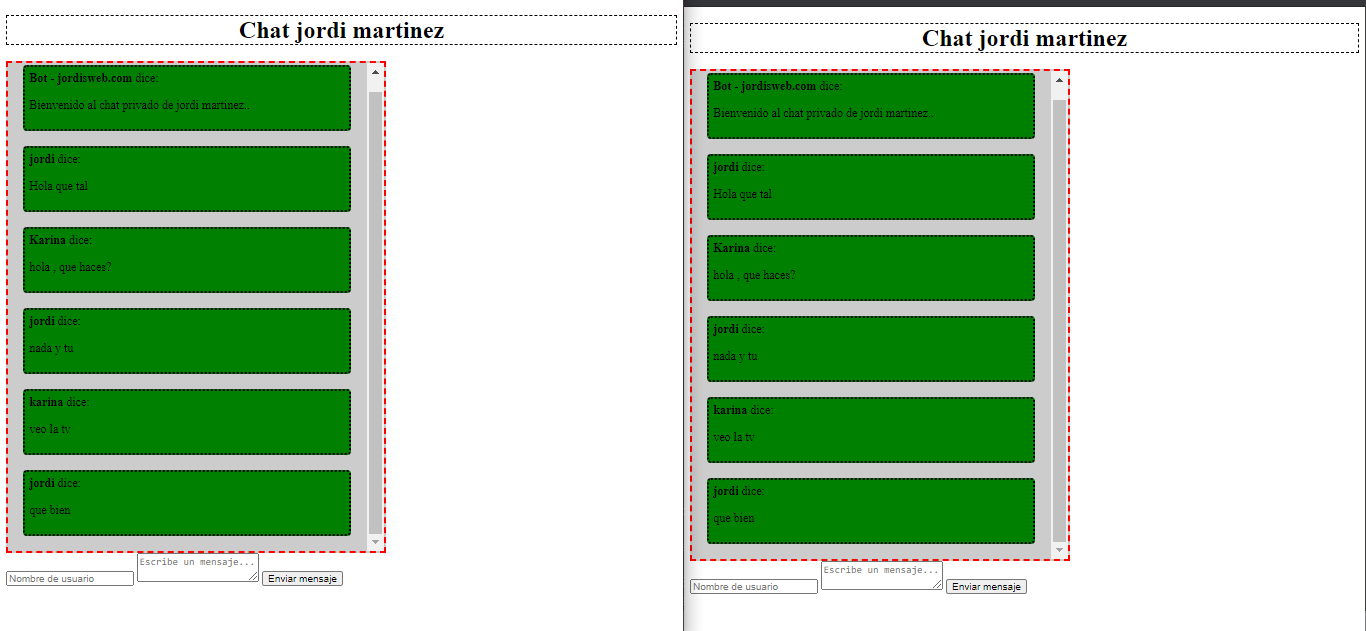 Chat jordi martinez
Bot - jordisweb.com dice:
Bienvenido al chat privado de jordi martinez..
jordi dice:
Hola que tal
Karina dice:
hola , que haces?
jordi dice:
nada y tu
karina dice:
veo la tv
jordi dice:
que bien
Nombre de usuario
Escribe un mensaje...
Enviar mensaje
Chat jordi martinez
Bot - jordisweb.com dice:
Bienvenido al chat privado de jordi martinez..
jordi dice:
Hola que tal
Karina dice:
hola , que haces?
jordi dice:
nada y tu
karina dice:
veo la tv
jordi dice:
que bien
Nombre de usuario
Escribe un mensaje...
Enviar mensaje